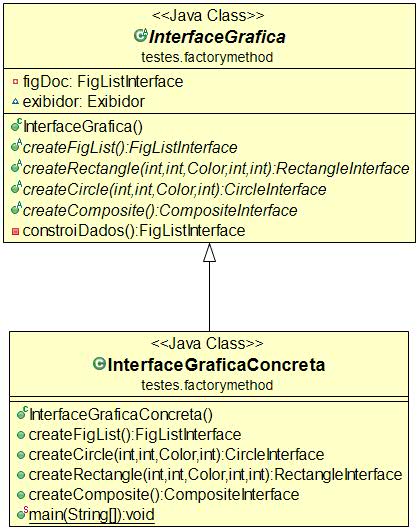 <<Java Class>>
InterfaceGrafica
testes.factorymethod
figDoc: FigListInterface
exibidor: Exibidor
InterfaceGrafica()
createFigList():FigListInterface
createRectangle(int,int,Color,int,int):RectangleInterface
createCircle(int,int,Color,int):CircleInterface
createComposite():CompositeInterface
constroiDados():FigListInterface
<<Java Class>>
InterfaceGraficaConcreta
testes.factorymethod
InterfaceGraficaConcreta()
createFigList():FigListInterface
createCircle(int,int,Color,int):CircleInterface
createRectangle(int,int,Color,int,int):RectangleInterface
createComposite():CompositeInterface
main(String[]):void